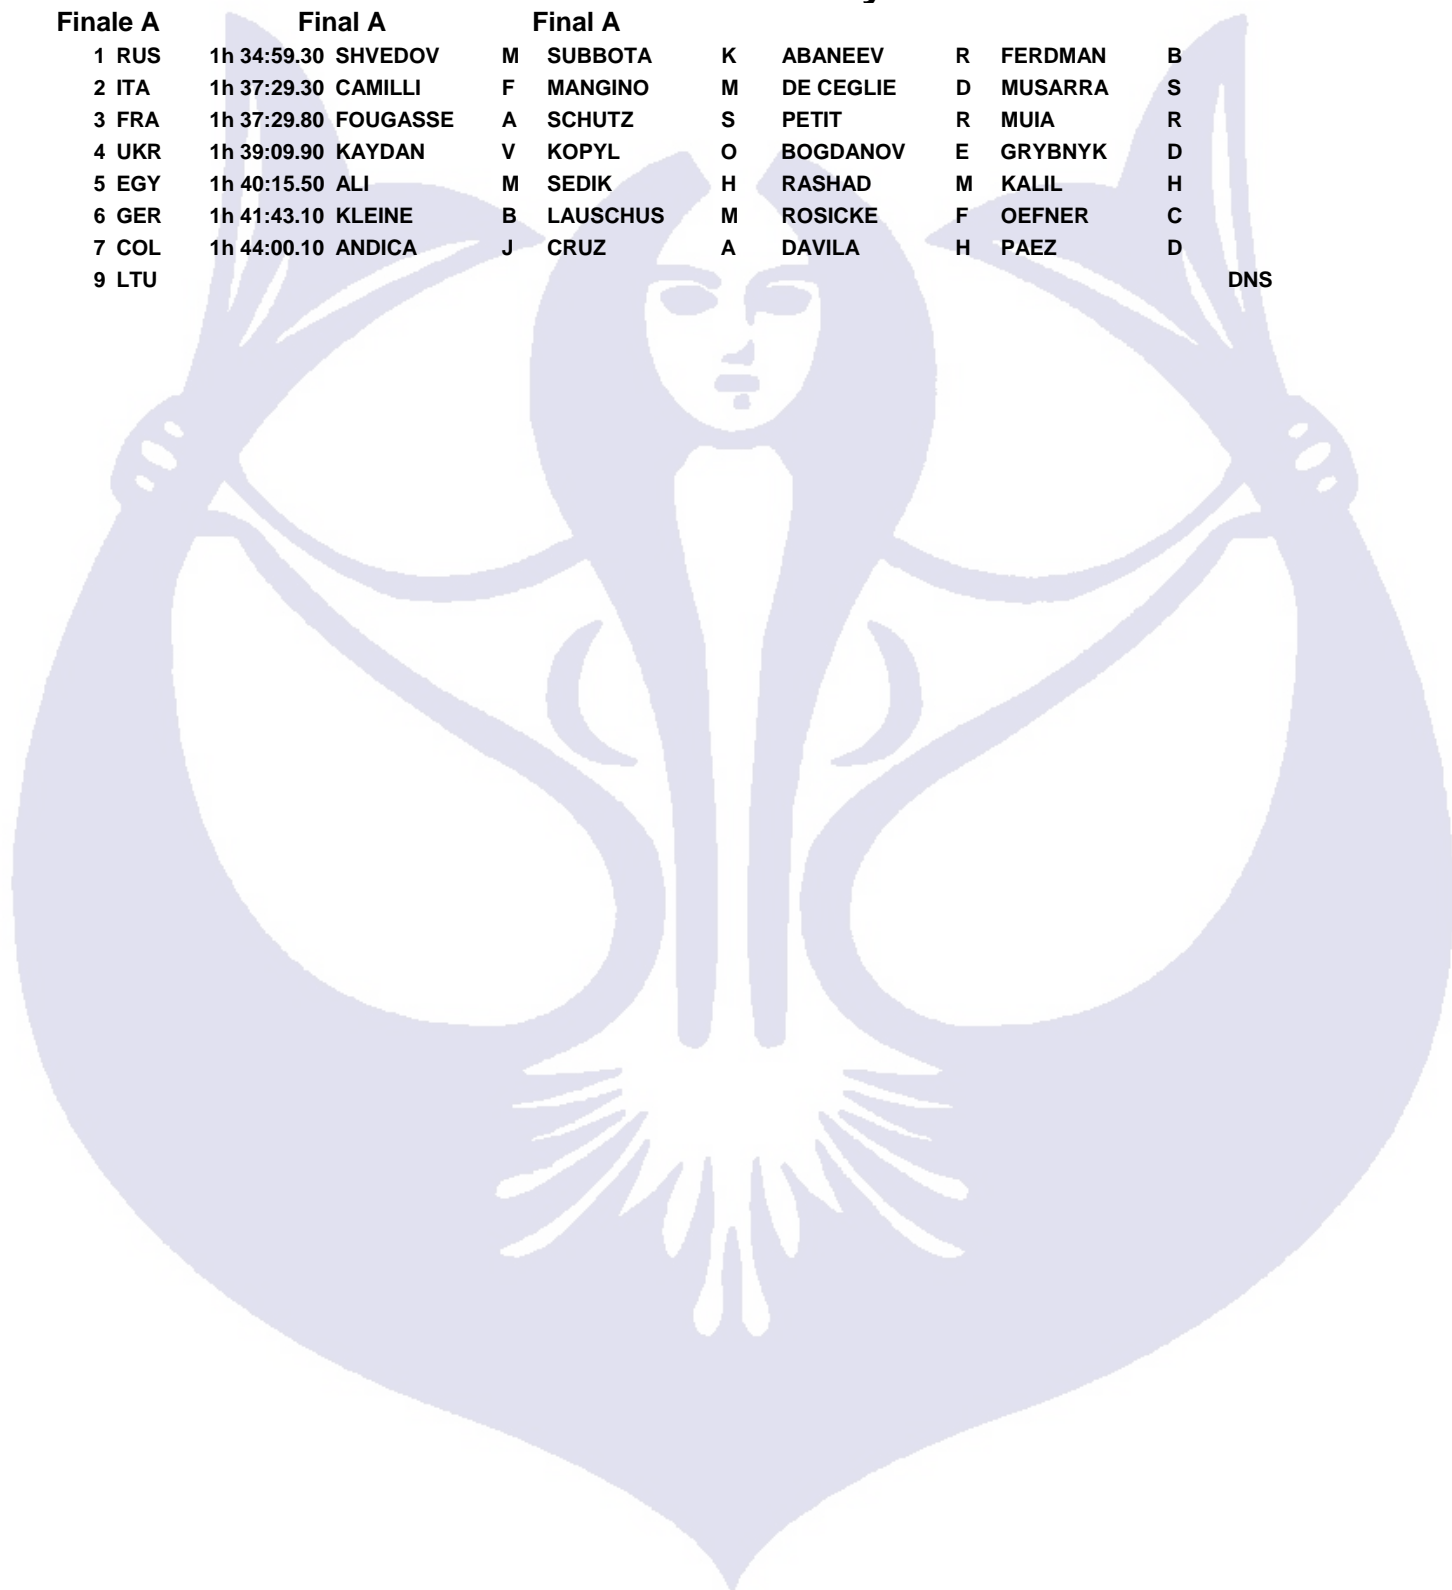 Finale A Final A Final A
1 RUS 1h 34:59.30 SHVEDOV M SUBBOTA K ABANEEV R FERDMAN B
2 ITA 1h 37:29.30 CAMILLI F MANGINO M DE CEGLIE D MUSARRA S
3 FRA 1h 37:29.80 FOUGASSE A SCHUTZ S PETIT R MUIA R
4 UKR 1h 39:09.90 KAYDAN V KOPYL O BOGDANOV E GRYBNYK D
5 EGY 1h 40:15.50 ALI M SEDIK H RASHAD M KALIL H
6 GER 1h 41:43.10 KLEINE B LAUSCHUS M ROSICKE F OEFNER C
7 COL 1h 44:00.10 ANDICA J CRUZ A DAVILA H PAEZ D
9 LTU DNS